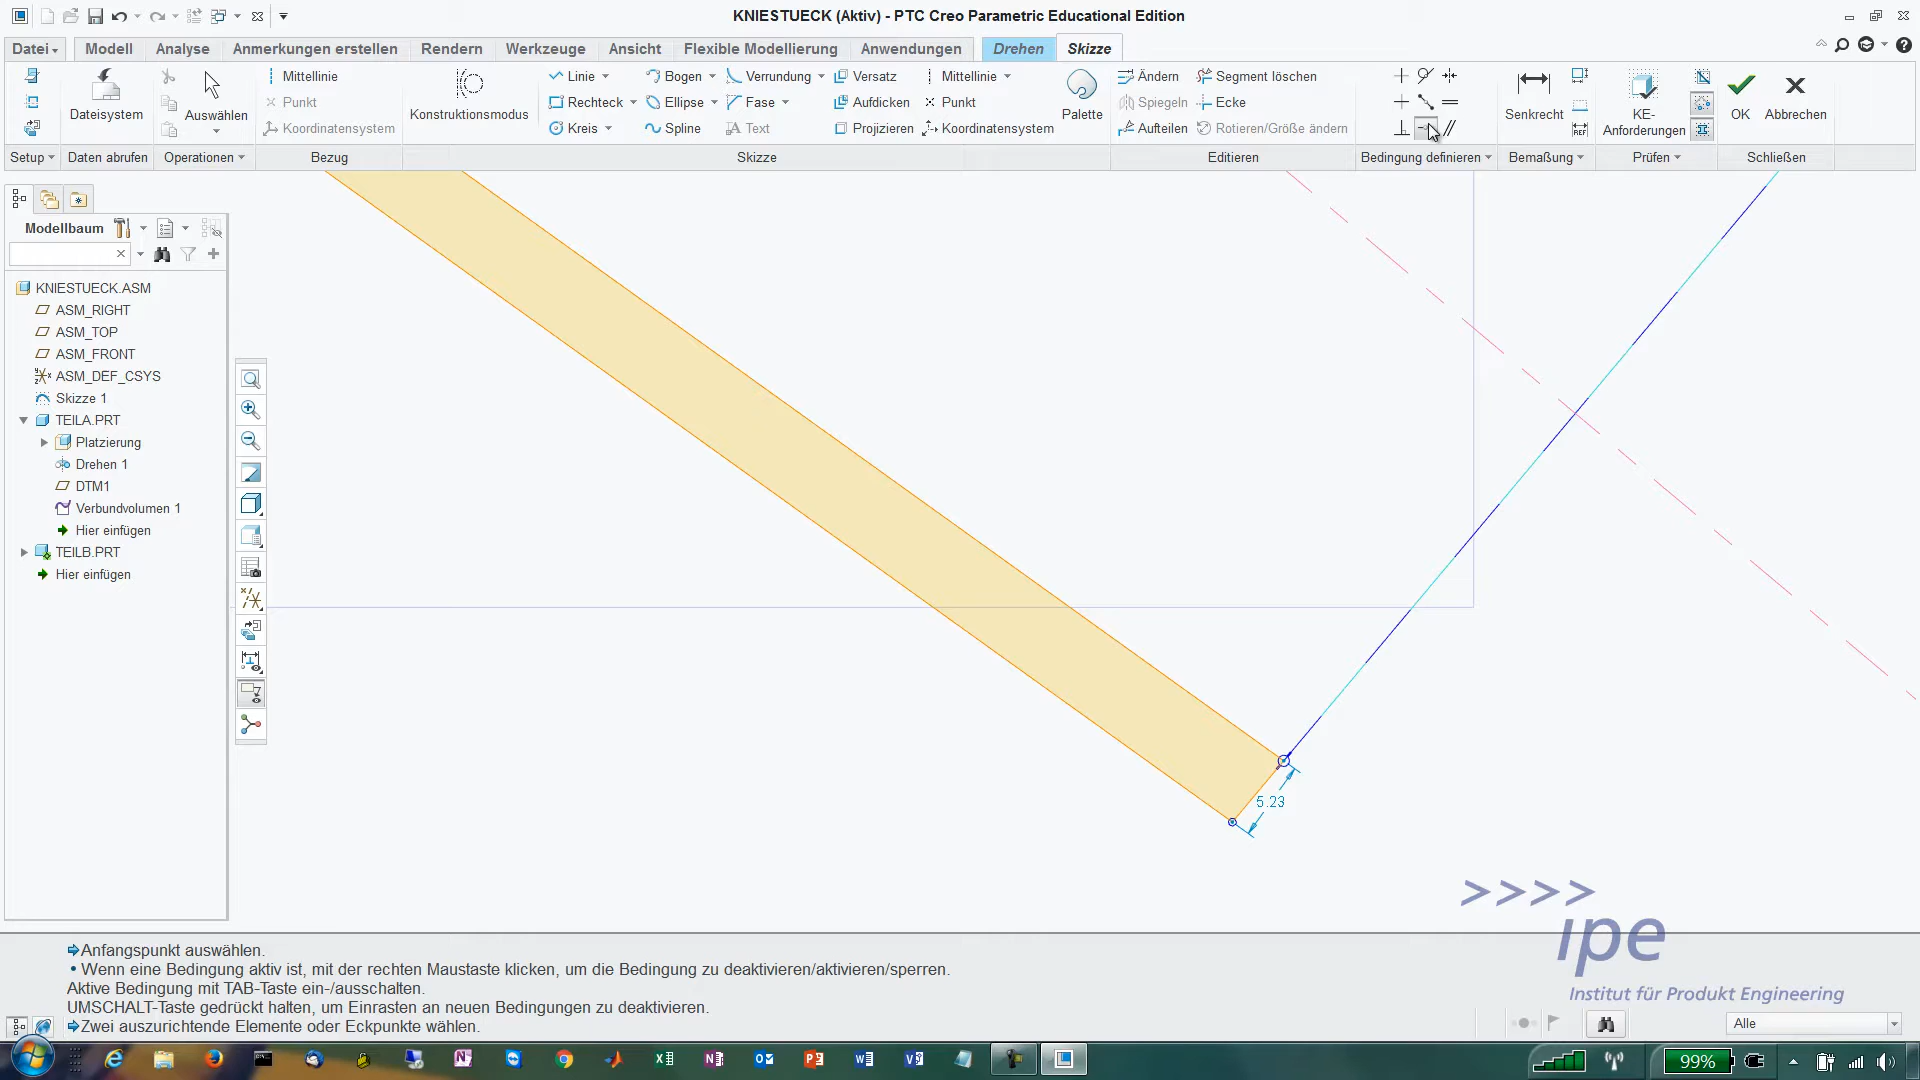 KNIESTUECK (Aktiv) - PTC Creo Parametric Educational Edition
Datei Modell Analyse Anmerkungen erstellen Rendern Werkzeuge Ansicht Flexible Modellierung Anwendungen Drehen Skizze
Mittellinie Linie Bogen Verrundung Versatz Mittellinie Ändern Segment löschen
Punkt Rechteck Ellipse Fase Aufdicken Punkt Spiegeln Ecke
Dateisystem Auswählen Konstruktionsmodus Palette Senkrecht KE-Anforderungen OK Abbrechen
Koordinatensystem Kreis Spline Text Projizieren Koordinatensystem Aufteilen Rotieren/Größe ändern
Setup Daten abrufen Operationen Bezug Skizze Editieren Bedingung definieren Bemaßung Prüfen Schließen
Modellbaum
KNIESTUECK.ASM
ASM_RIGHT
ASM_TOP
ASM_FRONT
ASM_DEF_CSYS
Skizze 1
TEILA.PRT
Platzierung
Drehen 1
DTM1
Verbundvolumen 1
Hier einfügen
TEILB.PRT
Hier einfügen
5.23
>>>>
ipe
Institut für Produkt Engineering
Anfangspunkt auswählen.
• Wenn eine Bedingung aktiv ist, mit der rechten Maustaste klicken, um die Bedingung zu deaktivieren/aktivieren/sperren.
Aktive Bedingung mit TAB-Taste ein-/ausschalten.
UMSCHALT-Taste gedrückt halten, um Einrasten an neuen Bedingungen zu deaktivieren.
Zwei auszurichtende Elemente oder Eckpunkte wählen.
Alle
99%